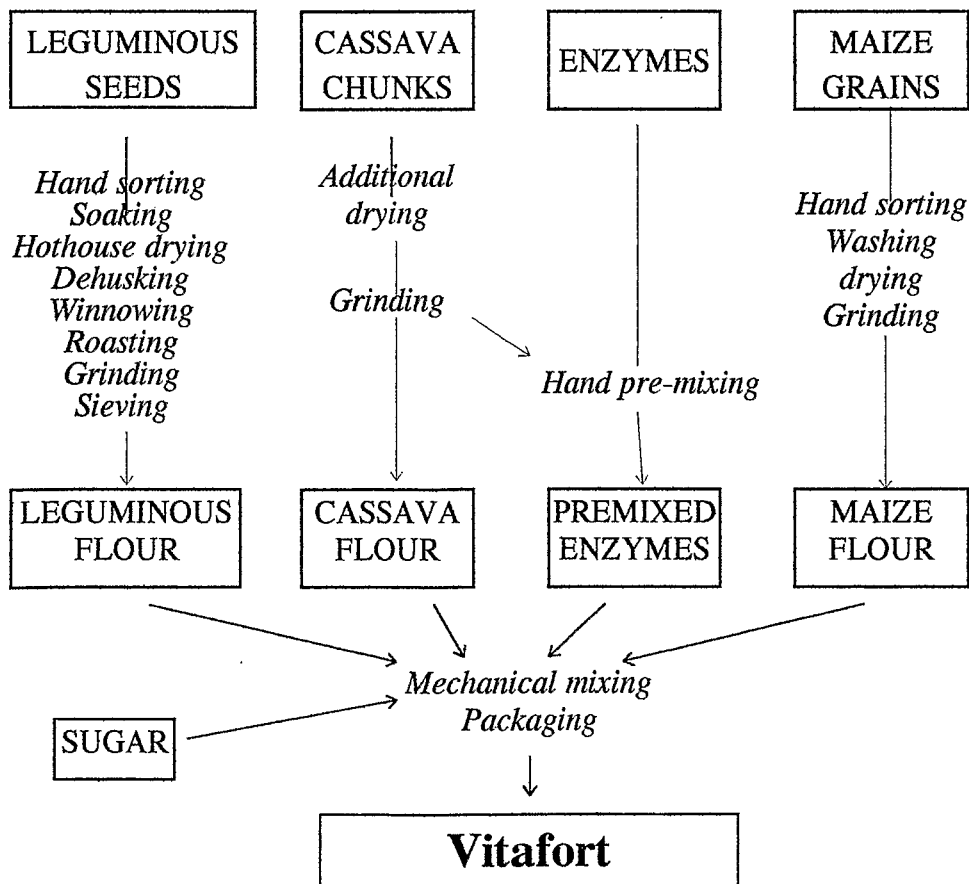 LEGUMINOUS
SEEDS
CASSAVA
CHUNKS
ENZYMES
MAIZE
GRAINS
Hand sorting
Soaking
Hothouse drying
Dehusking
Winnowing
Roasting
Grinding
Sieving
Additional
drying
Grinding
Hand pre-mixing
Hand sorting
Washing
drying
Grinding
LEGUMINOUS
FLOUR
CASSAVA
FLOUR
PREMIXED
ENZYMES
MAIZE
FLOUR
Mechanical mixing
Packaging
SUGAR
Vitafort